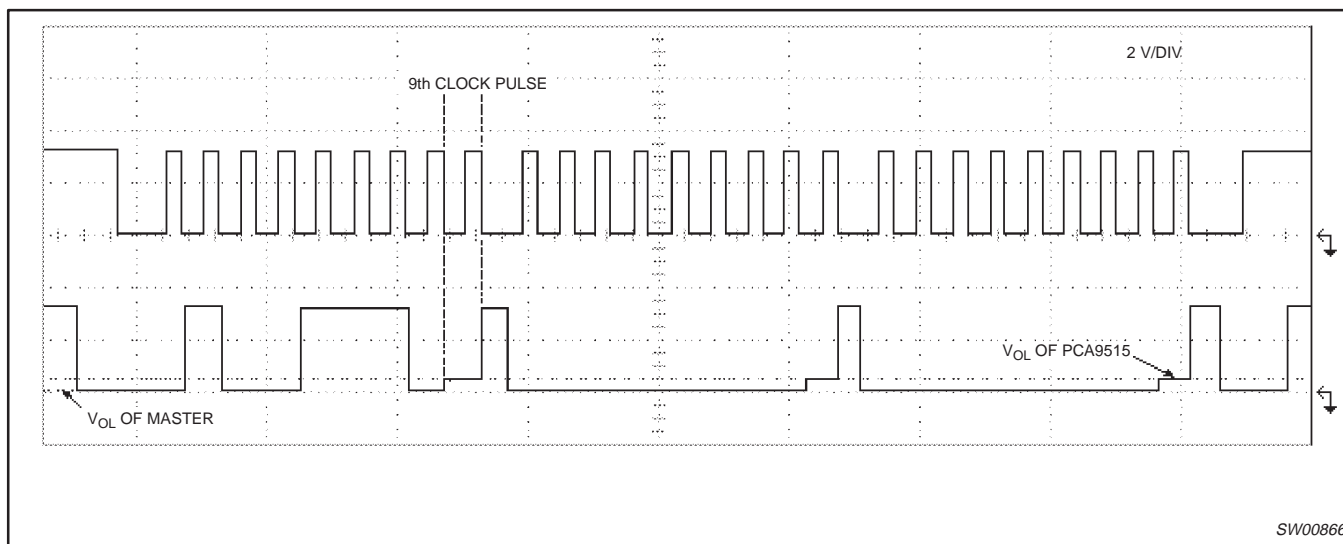 2 V/DIV
9th CLOCK PULSE
VOL OF PCA9515
VOL OF MASTER
SW00866